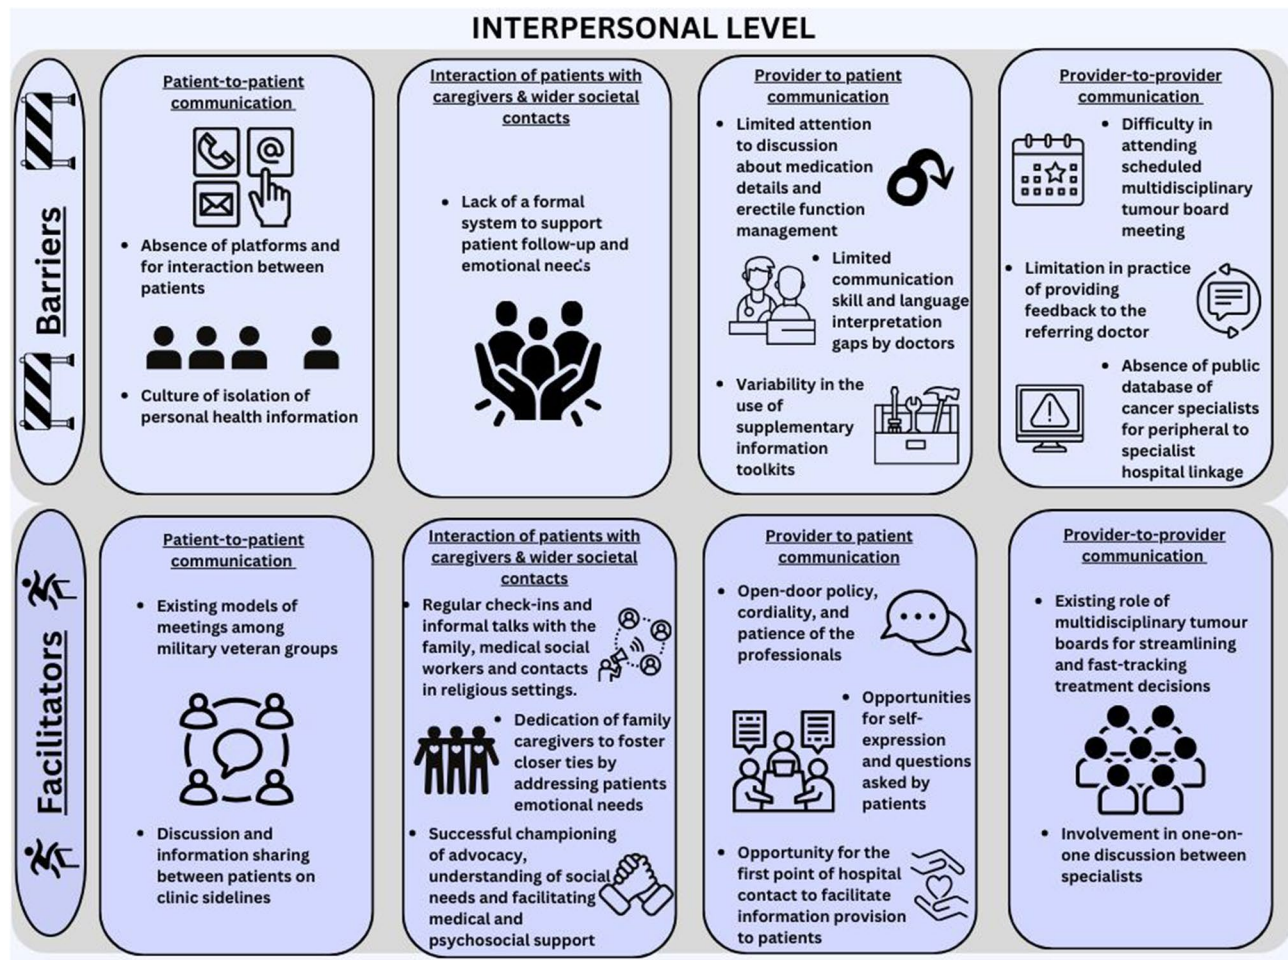 INTERPERSONAL LEVEL
Barriers
Patient-to-patient
communication
• Absence of platforms and
for interaction between
patients
• Culture of isolation of
personal health information
Interaction of patients with
caregivers & wider societal
contacts
• Lack of a formal
system to support
patient follow-up and
emotional needs
Provider to patient
communication
• Limited attention
to discussion
about medication
details and
erectile function
management
• Limited
communication
skill and language
interpretation
gaps by doctors
• Variability in the
use of
supplementary
information
toolkits
Provider-to-provider
communication
• Difficulty in
attending
scheduled
multidisciplinary
tumour board
meeting
• Limitation in practice
of providing
feedback to the
referring doctor
• Absence of public
database of
cancer specialists
for peripheral to
specialist
hospital linkage
Facilitators
Patient-to-patient
communication
• Existing models of
meetings among
military veteran groups
• Discussion and
information sharing
between patients on
clinic sidelines
Interaction of patients with
caregivers & wider societal
contacts
• Regular check-ins and
informal talks with the
family, medical social
workers and contacts
in religious settings.
• Dedication of family
caregivers to foster
closer ties by
addressing patients
emotional needs
• Successful championing
of advocacy,
understanding of social
needs and facilitating
medical and
psychosocial support
Provider to patient
communication
• Open-door policy,
cordiality, and
patience of the
professionals
• Opportunities
for self-
expression
and questions
asked by
patients
• Opportunity for the
first point of hospital
contact to facilitate
information provision
to patients
Provider-to-provider
communication
• Existing role of
multidisciplinary tumour
boards for streamlining
and fast-tracking
treatment decisions
• Involvement in one-on-
one discussion between
specialists